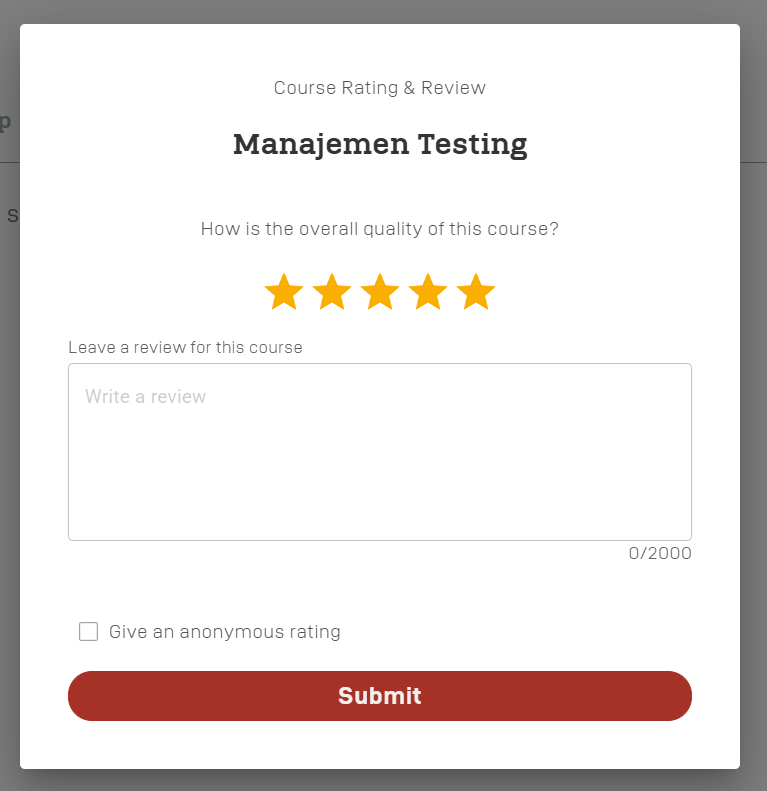 Course Rating & Review
p
Manajemen Testing
S
How is the overall quality of this course?
Leave a review for this course
Write a review
0/2000
Give an anonymous rating
Submit